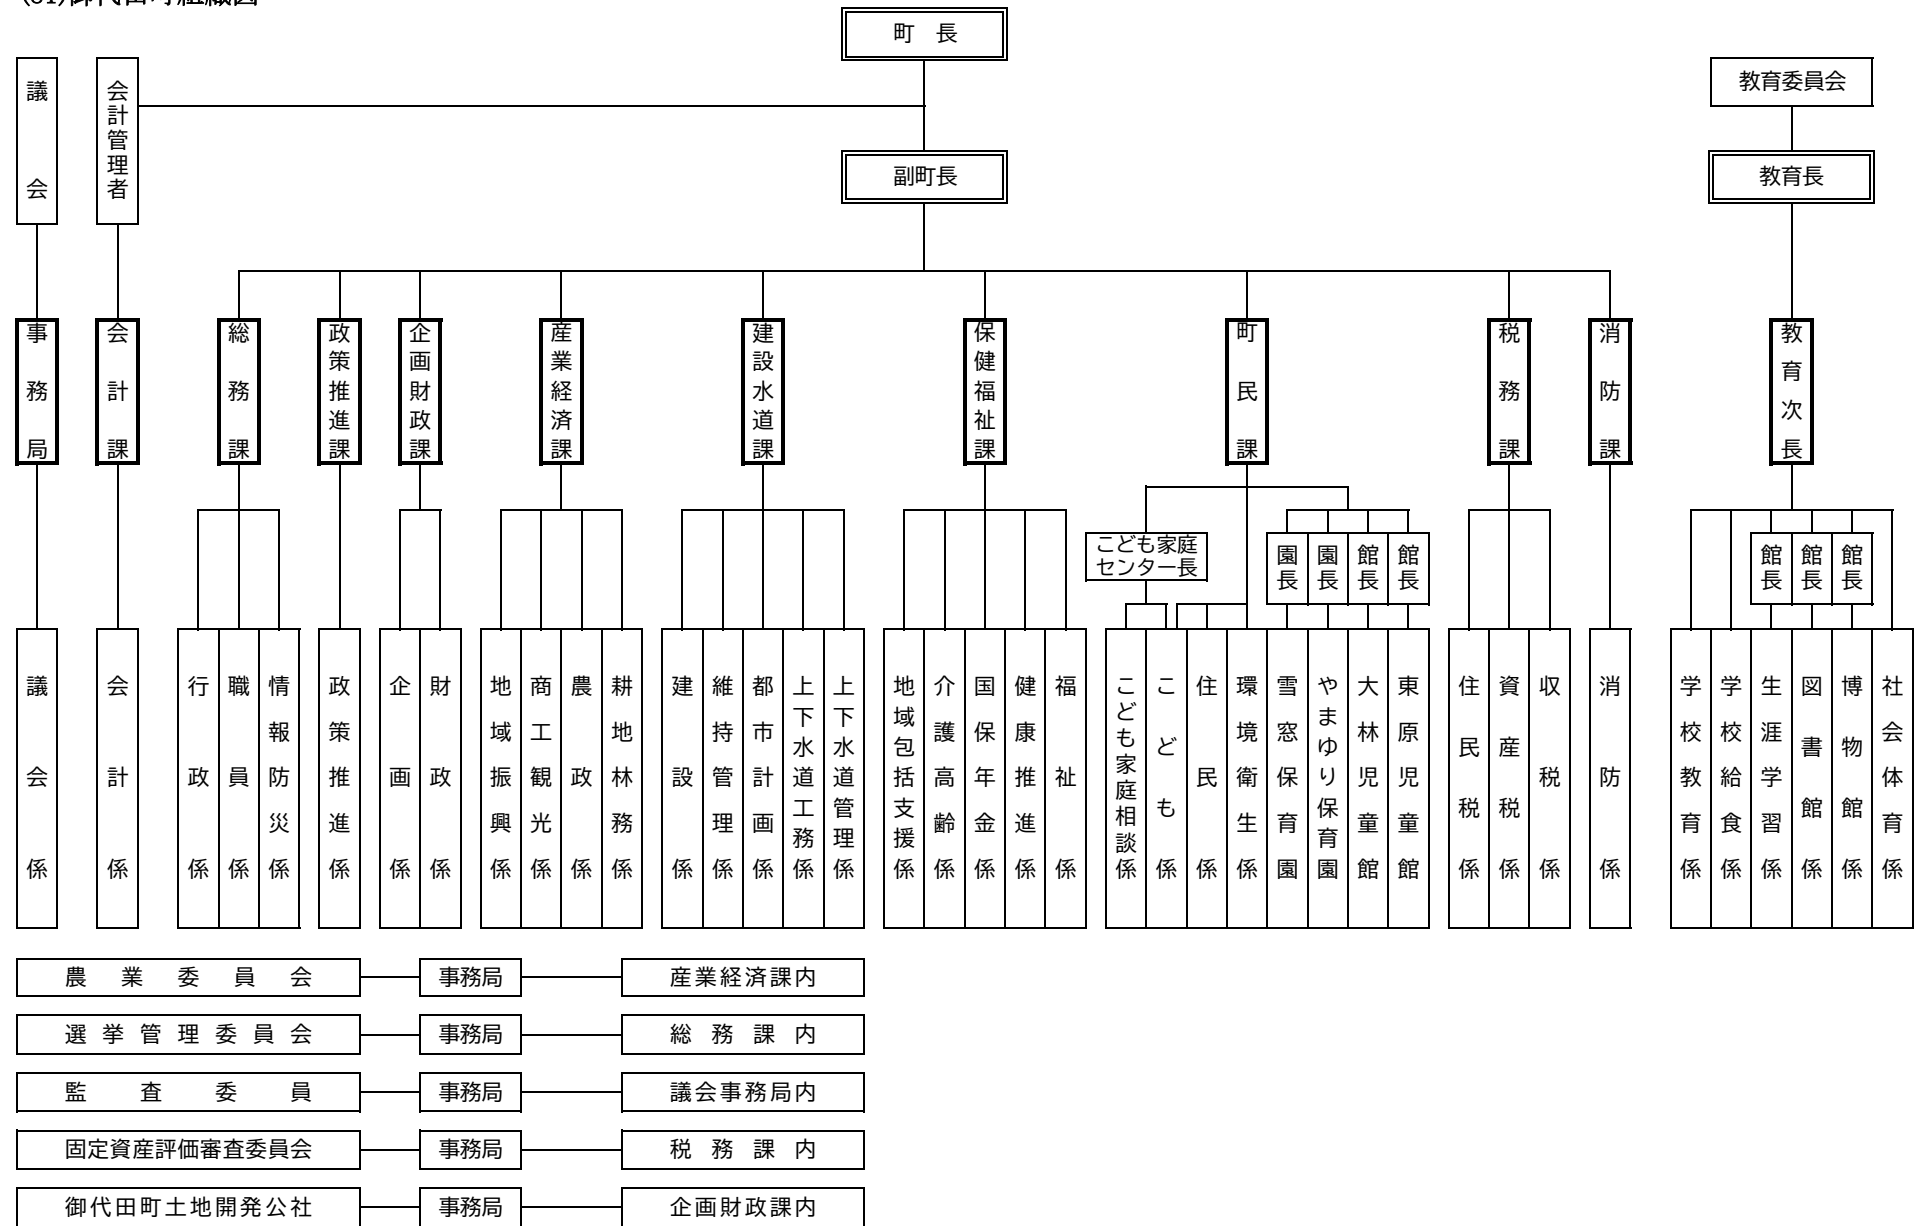 (31)御代田町組織図
町 長
議 会
会計管理者
教育委員会
副町長
教育長
事務局
会計課
総務課
政策推進課
企画財政課
産業経済課
建設水道課
保健福祉課
町民課
税務課
消防課
教育次長
こども家庭
センター長
園長
園長
館長
館長
館長
館長
館長
議会係
会計係
行政係
職員係
情報防災係
政策推進係
企画係
財政係
地域振興係
商工観光係
農政係
耕地林務係
建設係
維持管理係
都市計画係
上下水道工務係
上下水道管理係
地域包括支援係
介護高齢係
国保年金係
健康推進係
福祉係
こども家庭相談係
こども係
住民係
環境衛生係
雪窓保育園
やまゆり保育園
大林児童館
東原児童館
住民税係
資産税係
収税係
消防係
学校教育係
学校給食係
生涯学習係
図書館係
博物館係
社会体育係
農業委員会 事務局 産業経済課内
選挙管理委員会 事務局 総務課内
監査委員 事務局 議会事務局内
固定資産評価審査委員会 事務局 税務課内
御代田町土地開発公社 事務局 企画財政課内